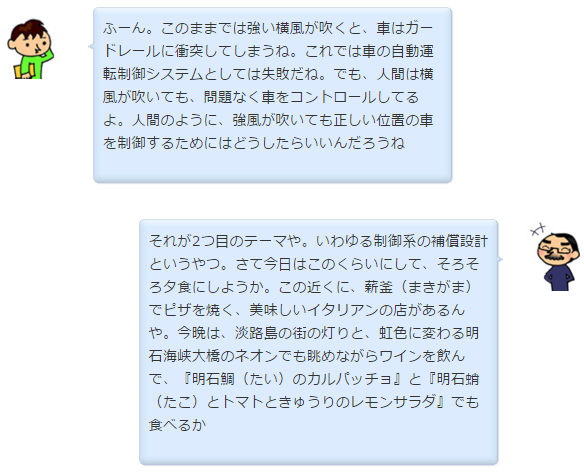 ふーん。このままでは強い横風が吹くと、車はガー
ドレールに衝突してしまうね。これでは車の自動運
転制御システムとしては失敗だね。でも、人間は横
風が吹いても、問題なく車をコントロールしてる
よ。人間のように、強風が吹いても正しい位置の車
を制御するためにはどうしたらいいんだろうね
それが2つ目のテーマや。いわゆる制御系の補償設計
というやつ。さて今日はこのくらいにして、そろそ
ろ夕食にしようか。この近くに、薪釜（まきがま）
でピザを焼く、美味しいイタリアンの店があるん
や。今晩は、淡路島の街の灯りと、虹色に変わる明
石海峡大橋のネオンでも眺めながらワインを飲ん
で、『明石鯛（たい）のカルパッチョ』と『明石蛸
（たこ）とトマトときゅうりのレモンサラダ』でも
食べるか